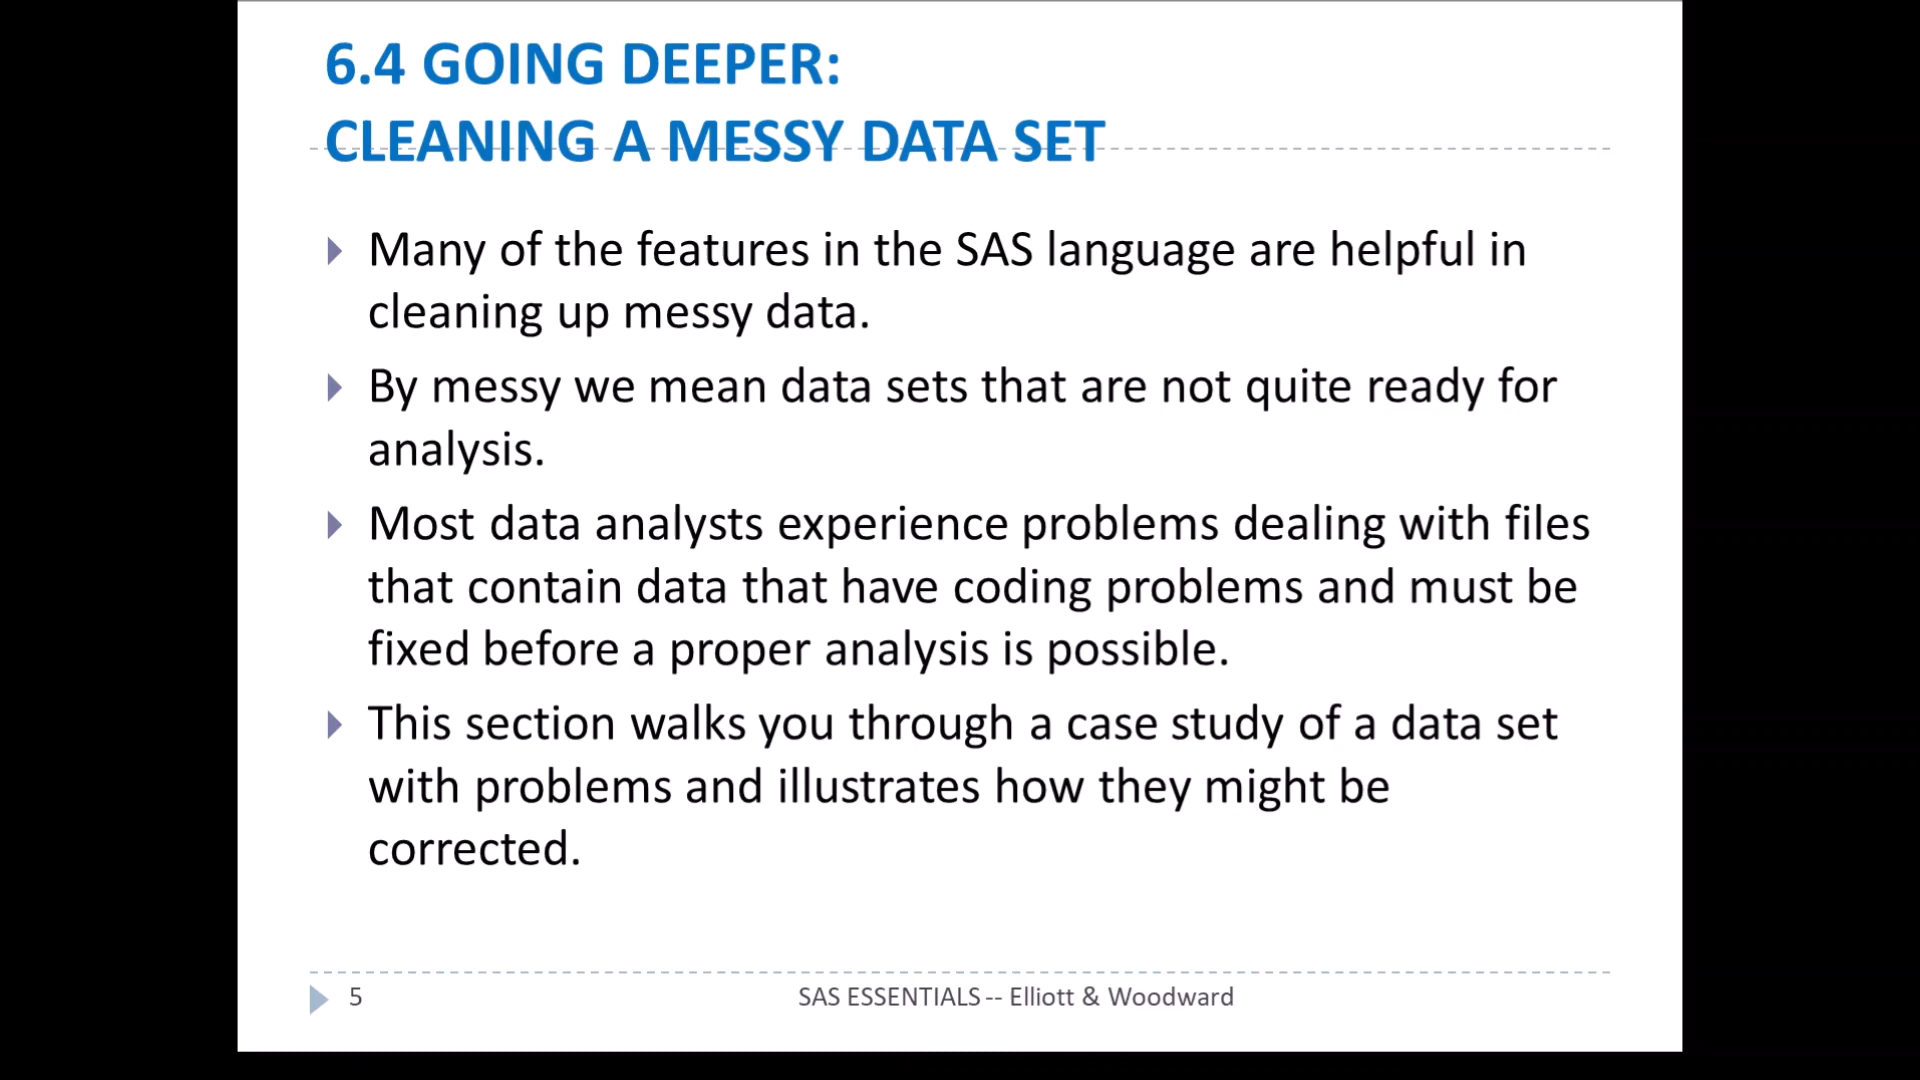 6.4 GOING DEEPER:
CLEANING A MESSY DATA SET
Many of the features in the SAS language are helpful in
cleaning up messy data.
By messy we mean data sets that are not quite ready for
analysis.
Most data analysts experience problems dealing with files
that contain data that have coding problems and must be
fixed before a proper analysis is possible.
This section walks you through a case study of a data set
with problems and illustrates how they might be
corrected.
5
SAS ESSENTIALS -- Elliott & Woodward